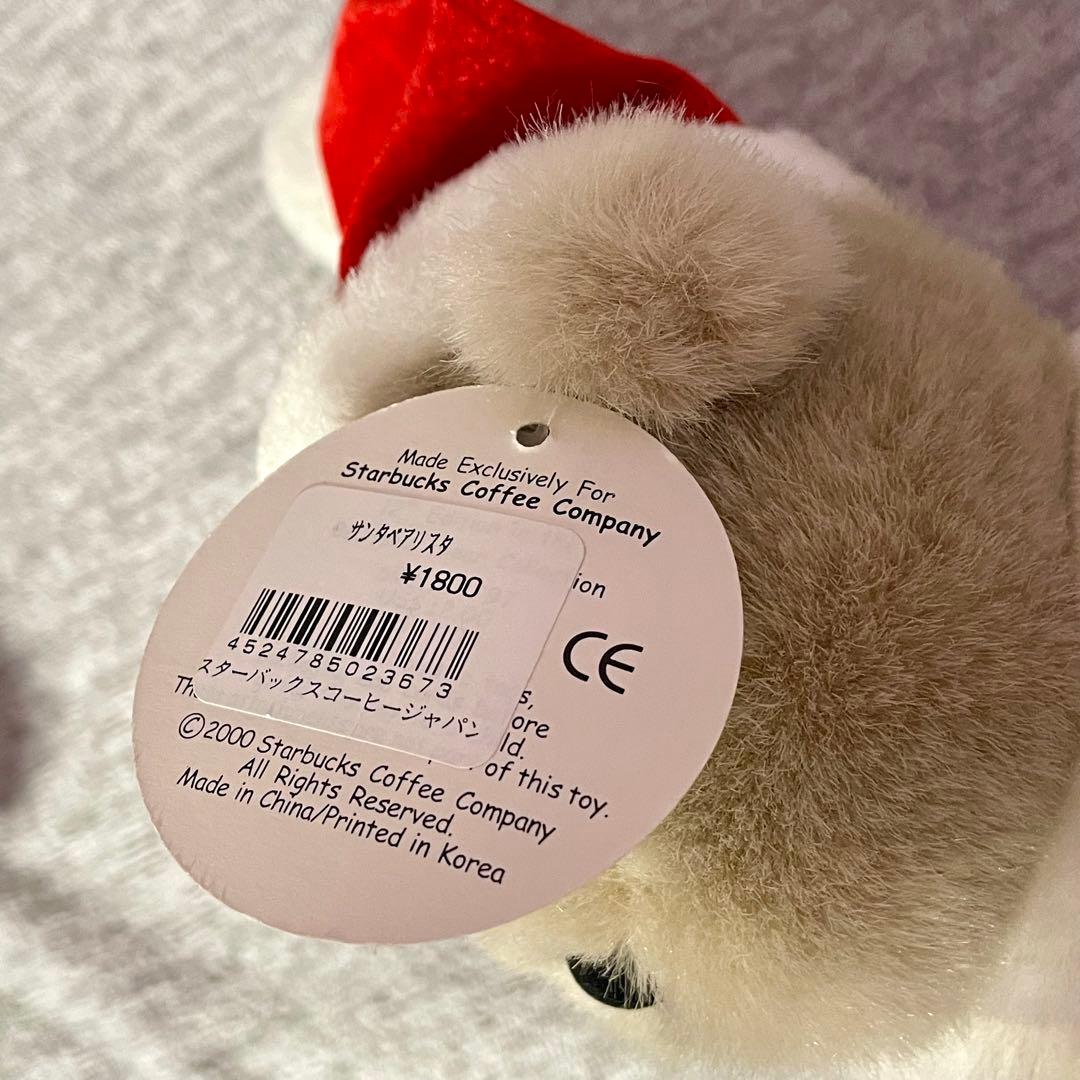 Made Exclusively For
Starbucks Coffee Company
サンタベアリスタ
¥1800
ion
4524785023673
スターバックスコーヒージャパン
CE
s,
ore
ld.
of this toy.
©2000 Starbucks Coffee Company
All Rights Reserved.
Made in China/Printed in Korea